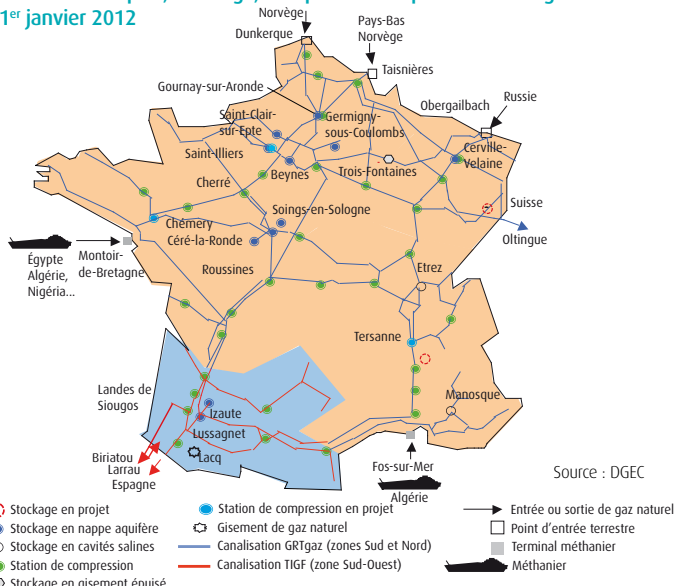 1er janvier 2012
Norvège
Dunkerque
Pays-Bas
Norvège
Taisnières
Gournay-sur-Aronde
Obergailbach
Russie
Saint-Clair-
sur-Epte
Germigny-
sous-Coulombs
Cerville-
Velaine
Saint-Illiers
Beynes
Trois-Fontaines
Cherré
Suisse
Soings-en-Sologne
Chémery
Céré-la-Ronde
Oltingue
Égypte
Algérie,
Nigéria...
Montoir-
de-Bretagne
Roussines
Etrez
Tersanne
Landes de
Siougos
Izaute
Manosque
Lussagnet
Lacq
Biriatou
Larrau
Espagne
Fos-sur-Mer
Algérie
Source : DGEC
Stockage en projet
Stockage en nappe aquifère
Stockage en cavités salines
Station de compression
Stockage en gisement épuisé
Station de compression en projet
Gisement de gaz naturel
Canalisation GRTgaz (zones Sud et Nord)
Canalisation TIGF (zone Sud-Ouest)
Entrée ou sortie de gaz naturel
Point d'entrée terrestre
Terminal méthanier
Méthanier